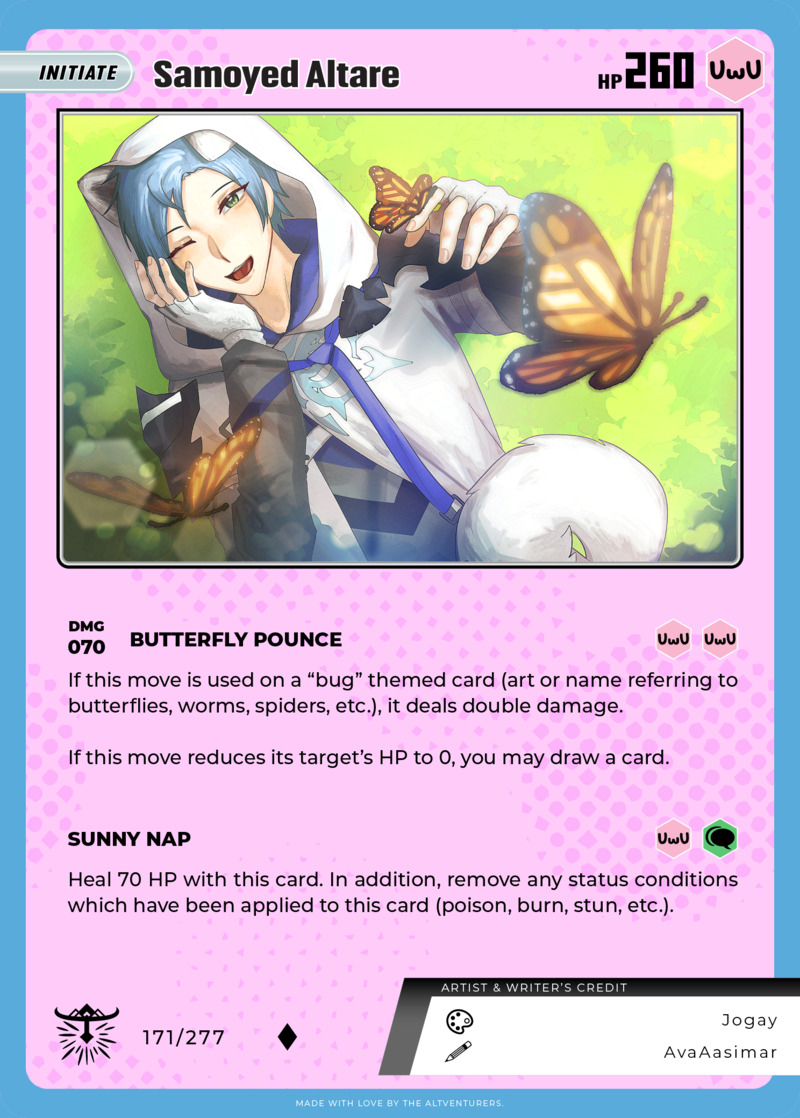 INITIATE
Samoyed Altare
HP 260
UwU
DMG
070
BUTTERFLY POUNCE
UwU UwU
If this move is used on a “bug” themed card (art or name referring to
butterflies, worms, spiders, etc.), it deals double damage.
If this move reduces its target’s HP to 0, you may draw a card.
SUNNY NAP
UwU
Heal 70 HP with this card. In addition, remove any status conditions
which have been applied to this card (poison, burn, stun, etc.).
ARTIST & WRITER’S CREDIT
171/277
Jogay
AvaAasimar
MADE WITH LOVE BY THE ALTVENTURERS.